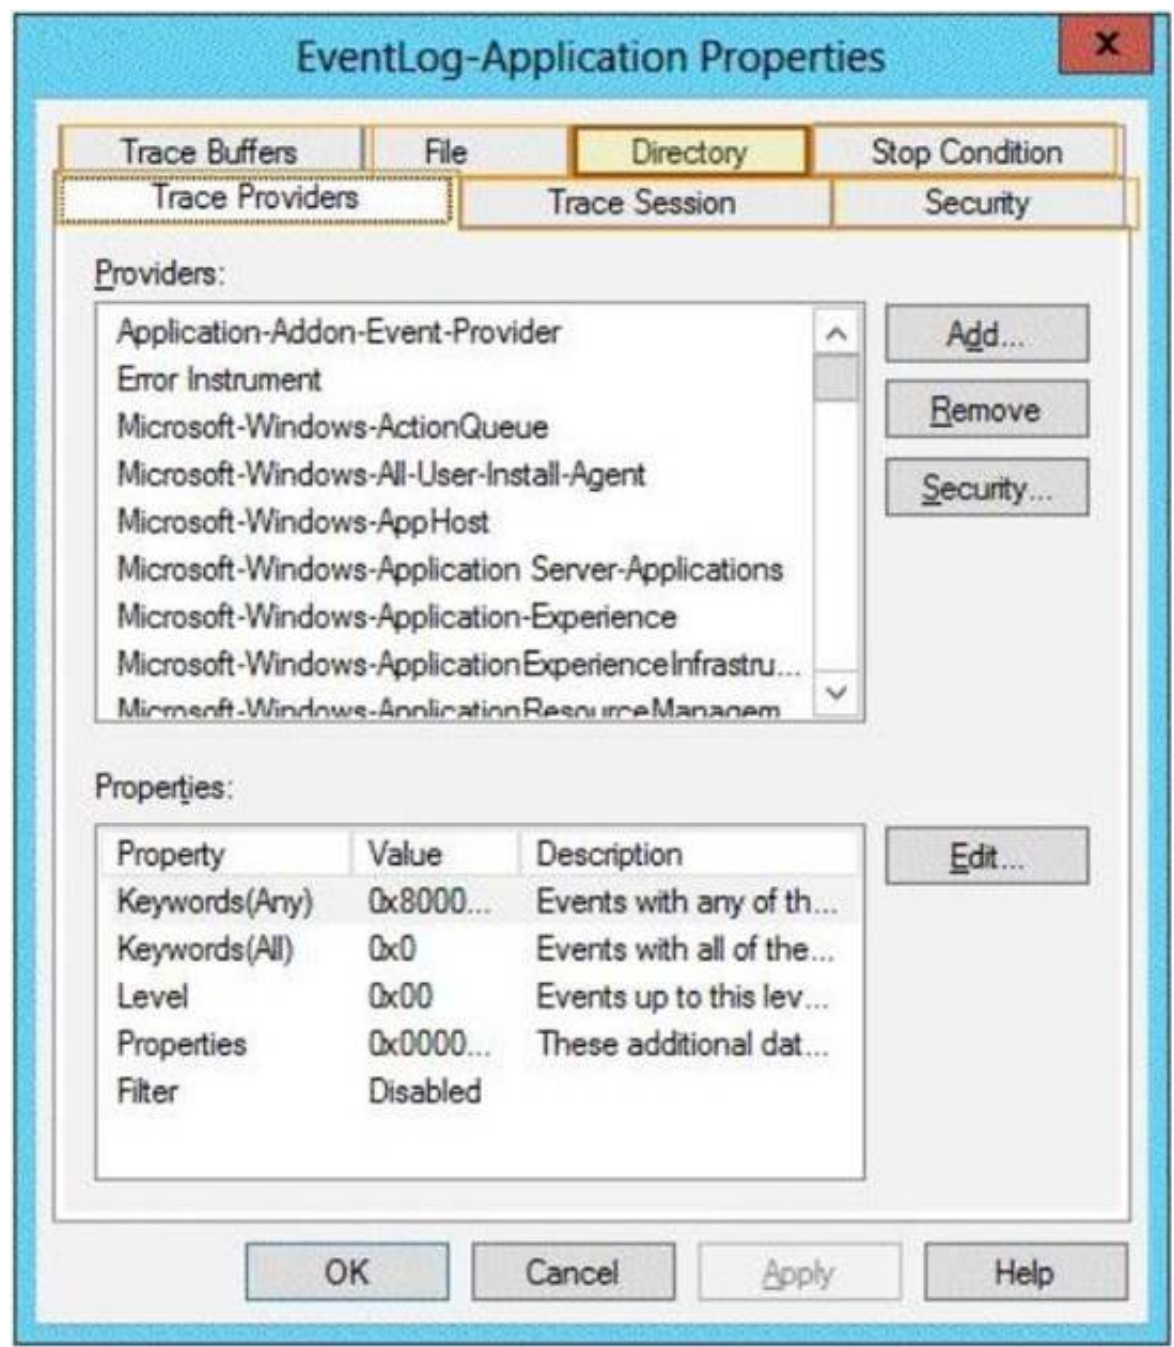 EventLog-Application Properties
x
Trace Buffers File Directory Stop Condition
Trace Providers Trace Session Security
Providers:
Application-Addon-Event-Provider
Error Instrument
Microsoft-Windows-ActionQueue
Microsoft-Windows-All-User-Install-Agent
Microsoft-Windows-AppHost
Microsoft-Windows-Application Server-Applications
Microsoft-Windows-Application-Experience
Microsoft-Windows-ApplicationExperienceInfrastru...
Microsoft-Windows-ApplicationResourceManagem
Add...
Remove
Security...
Properties:
Property Value Description
Keywords(Any) 0x8000... Events with any of th...
Keywords(All) 0x0 Events with all of the...
Level 0x00 Events up to this lev...
Properties 0x0000... These additional dat...
Filter Disabled
Edit...
OK Cancel Apply Help